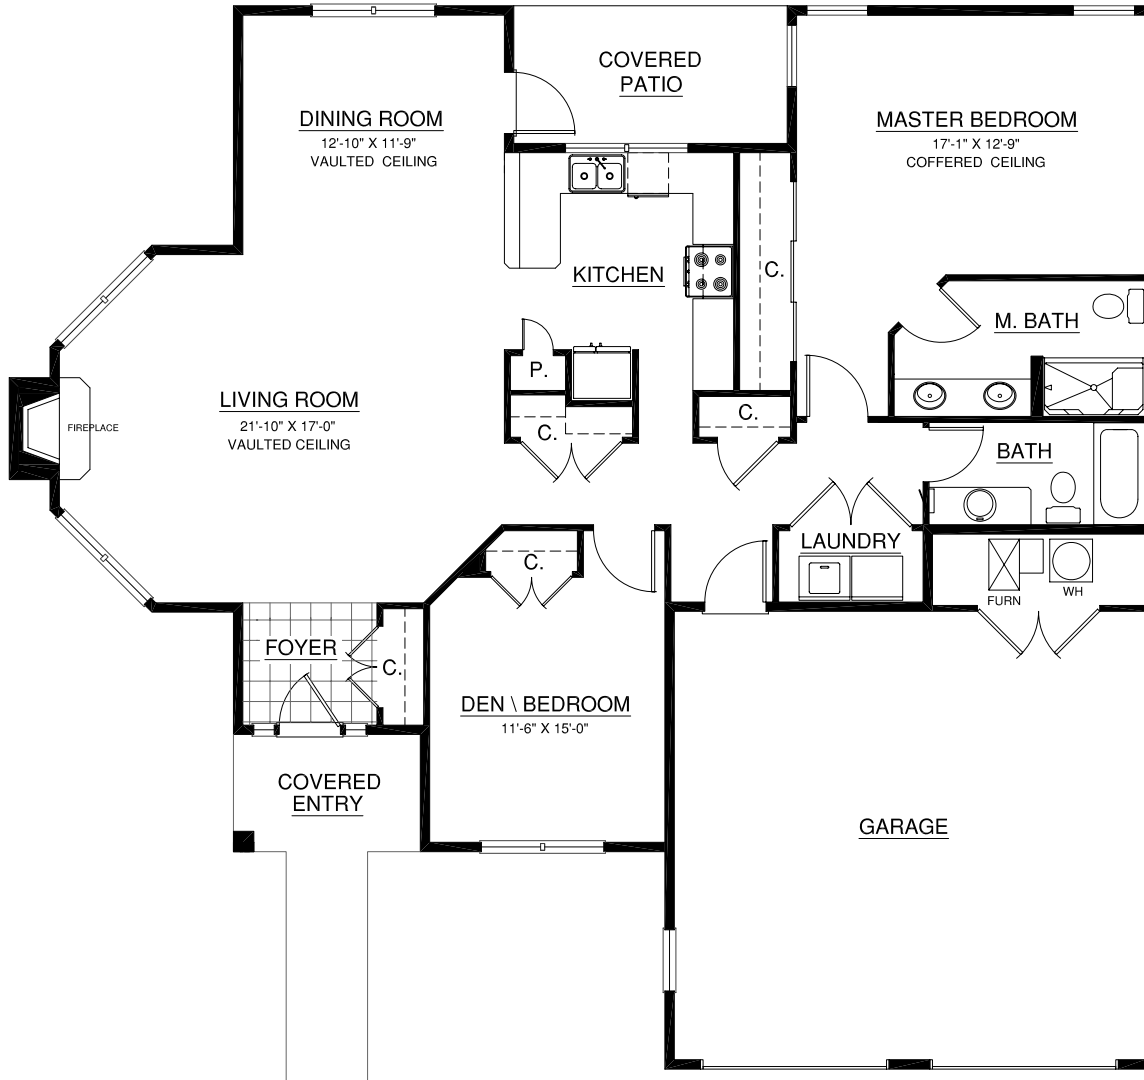 COVERED
PATIO
DINING ROOM
12'-10" X 11'-9"
VAULTED CEILING
MASTER BEDROOM
17'-1" X 12'-9"
COFFERED CEILING
KITCHEN
C.
M. BATH
P.
LIVING ROOM
21'-10" X 17'-0"
VAULTED CEILING
FIREPLACE
C.
C.
BATH
LAUNDRY
C.
FURN
WH
FOYER
C.
DEN \ BEDROOM
11'-6" X 15'-0"
COVERED
ENTRY
GARAGE